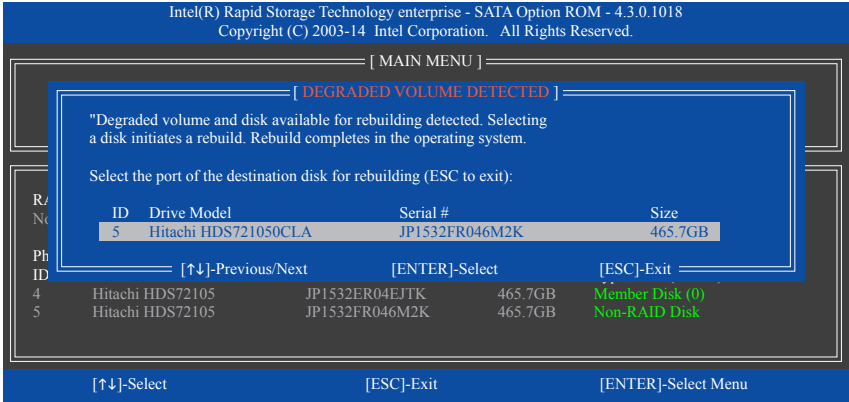 Intel(R) Rapid Storage Technology enterprise - SATA Option ROM - 4.3.0.1018
Copyright (C) 2003-14 Intel Corporation. All Rights Reserved.
[ MAIN MENU ]
[ DEGRADED VOLUME DETECTED ]
"Degraded volume and disk available for rebuilding detected. Selecting
a disk initiates a rebuild. Rebuild completes in the operating system.
Select the port of the destination disk for rebuilding (ESC to exit):
ID Drive Model Serial # Size
5 Hitachi HDS721050CLA JP1532FR046M2K 465.7GB
[↑↓]-Previous/Next [ENTER]-Select [ESC]-Exit
ID
4 Hitachi HDS72105 JP1532ER04EJTK 465.7GB Member Disk (0)
5 Hitachi HDS72105 JP1532FR046M2K 465.7GB Non-RAID Disk
[↑↓]-Select [ESC]-Exit [ENTER]-Select Menu